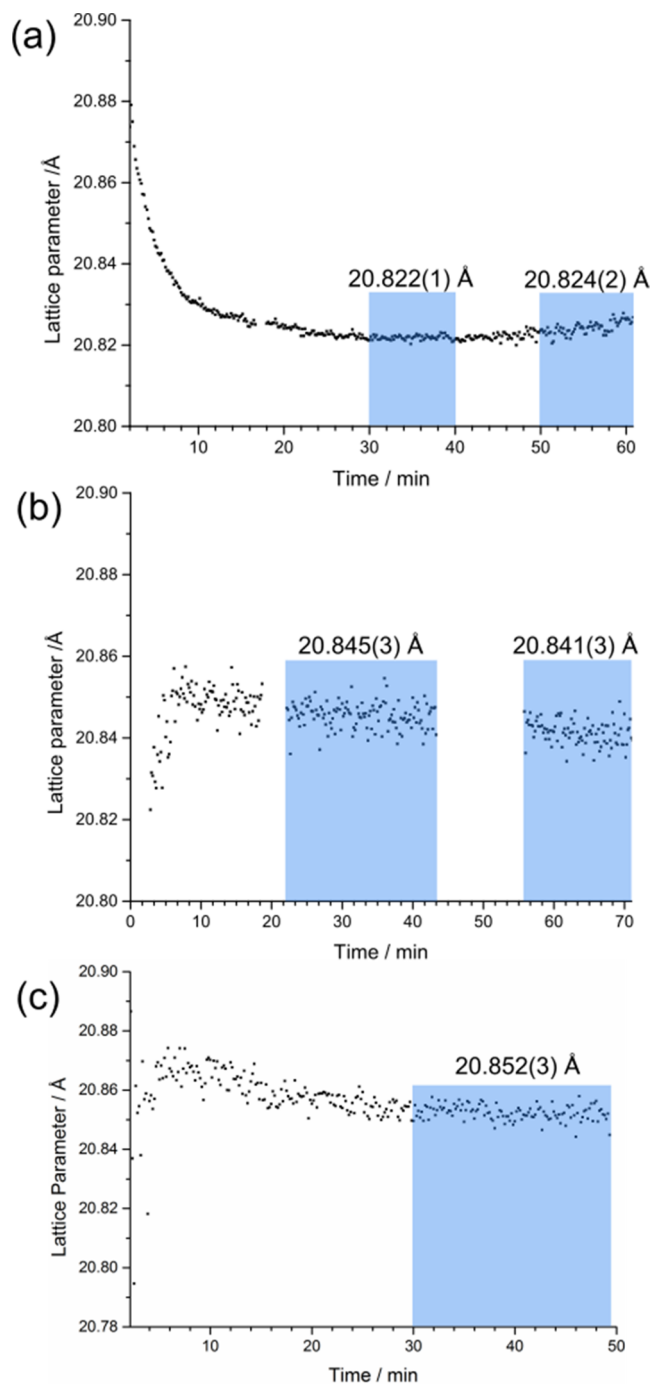 (a)
20.90
20.88
20.86
20.84
20.82
20.80
Lattice parameter /Å
20.822(1) Å
20.824(2) Å
10 20 30 40 50 60
Time / min
(b)
20.90
20.88
20.86
20.84
20.82
20.80
Lattice parameter /Å
20.845(3) Å
20.841(3) Å
0 10 20 30 40 50 60 70
Time / min
(c)
20.90
20.88
20.86
20.84
20.82
20.80
20.78
Lattice Parameter / Å
20.852(3) Å
10 20 30 40 50
Time / min